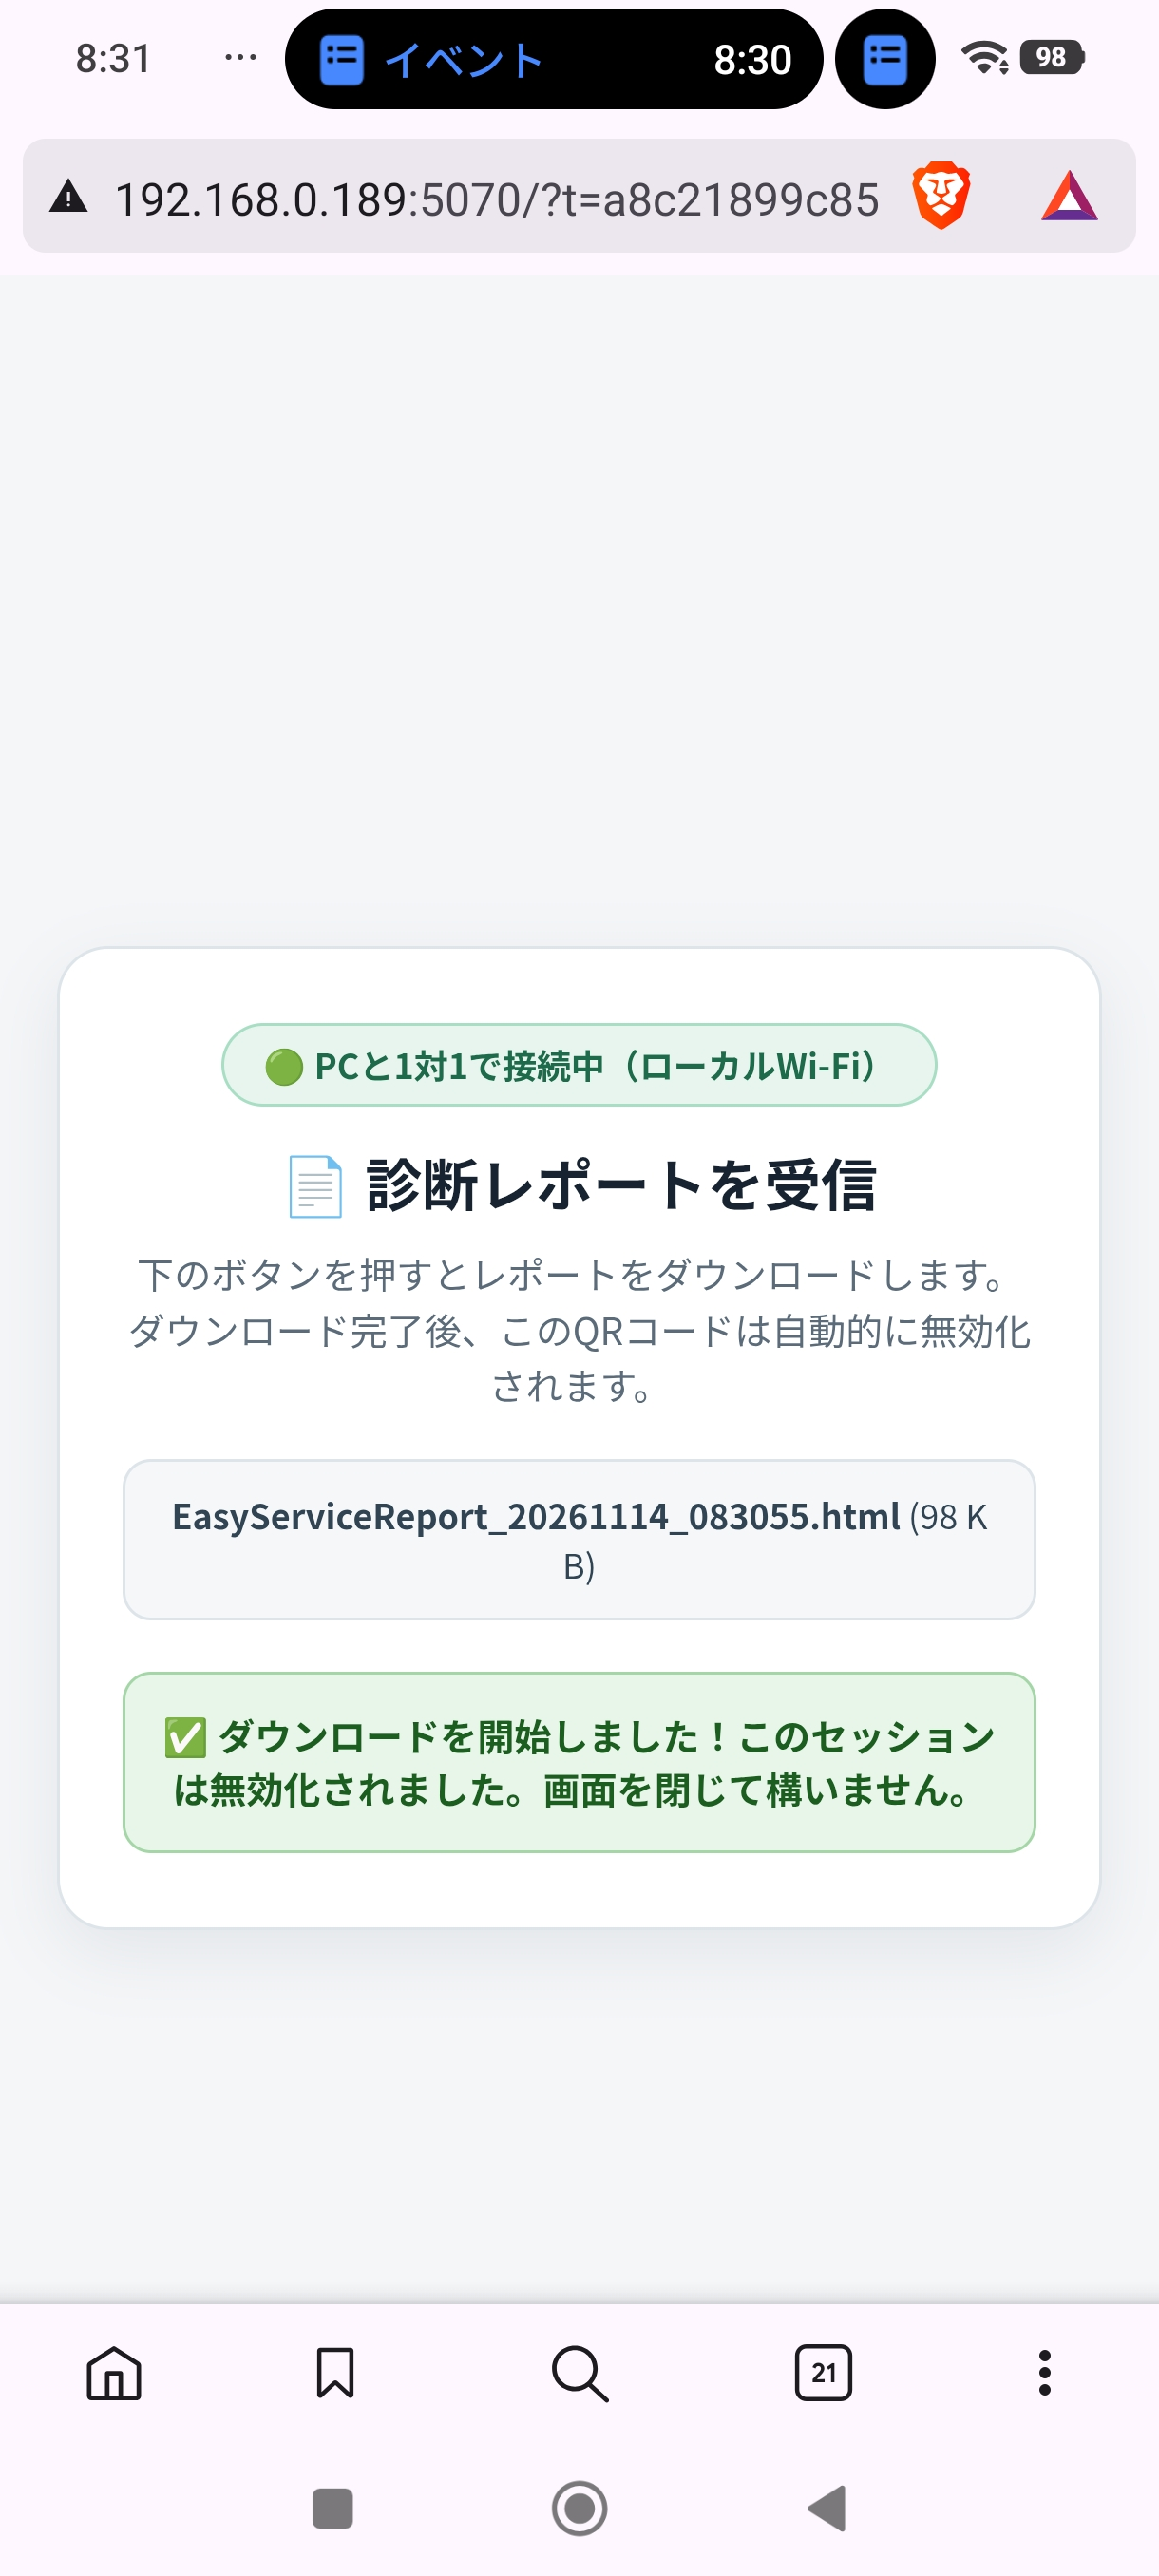 8:31 … イベント 8:30 98
192.168.0.189:5070/?t=a8c21899c85
PCと1対1で接続中（ローカルWi-Fi）
診断レポートを受信
下のボタンを押すとレポートをダウンロードします。
ダウンロード完了後、このQRコードは自動的に無効化
されます。
EasyServiceReport_20261114_083055.html (98 K
B)
✅ ダウンロードを開始しました！このセッション
は無効化されました。画面を閉じて構いません。
21